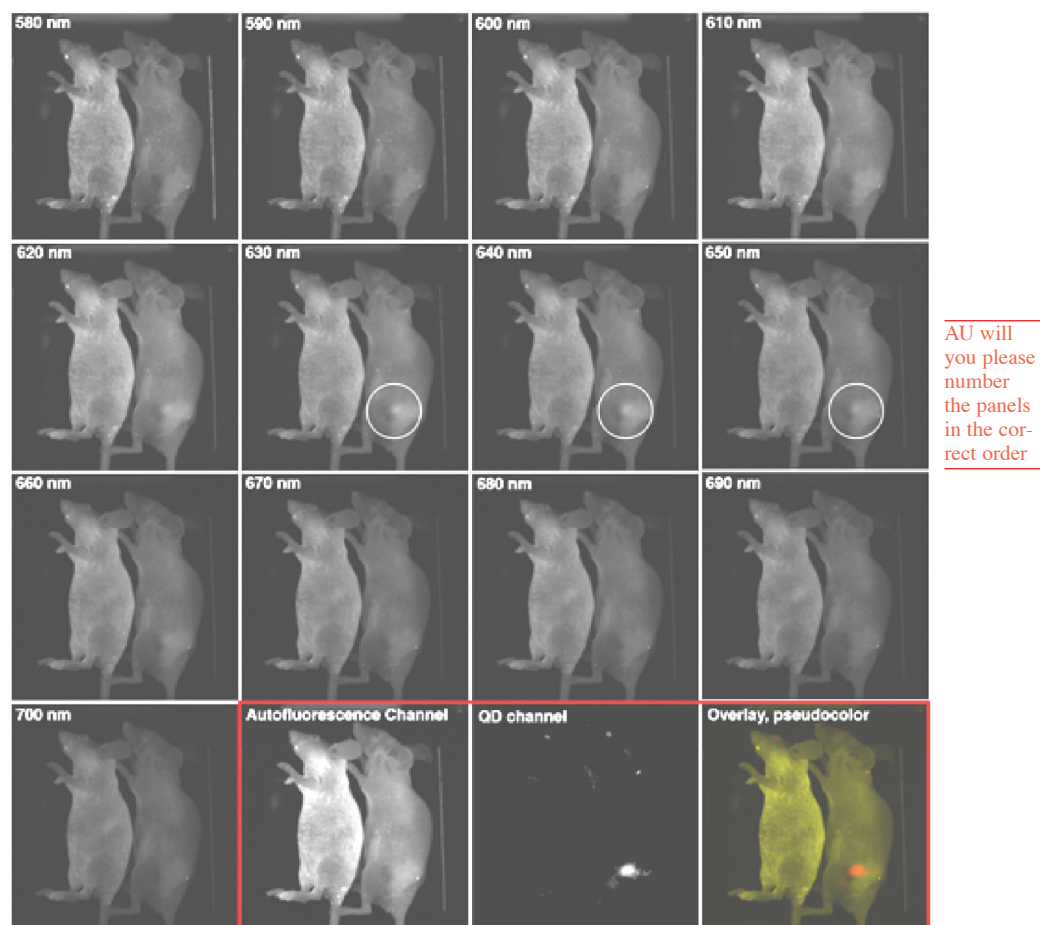 580 nm
590 nm
600 nm
610 nm
620 nm
630 nm
640 nm
650 nm
AU will
you please
number
the panels
in the cor-
rect order
660 nm
670 nm
680 nm
690 nm
700 nm
Autofluorescence Channel
QD channel
Overlay, pseudocolor